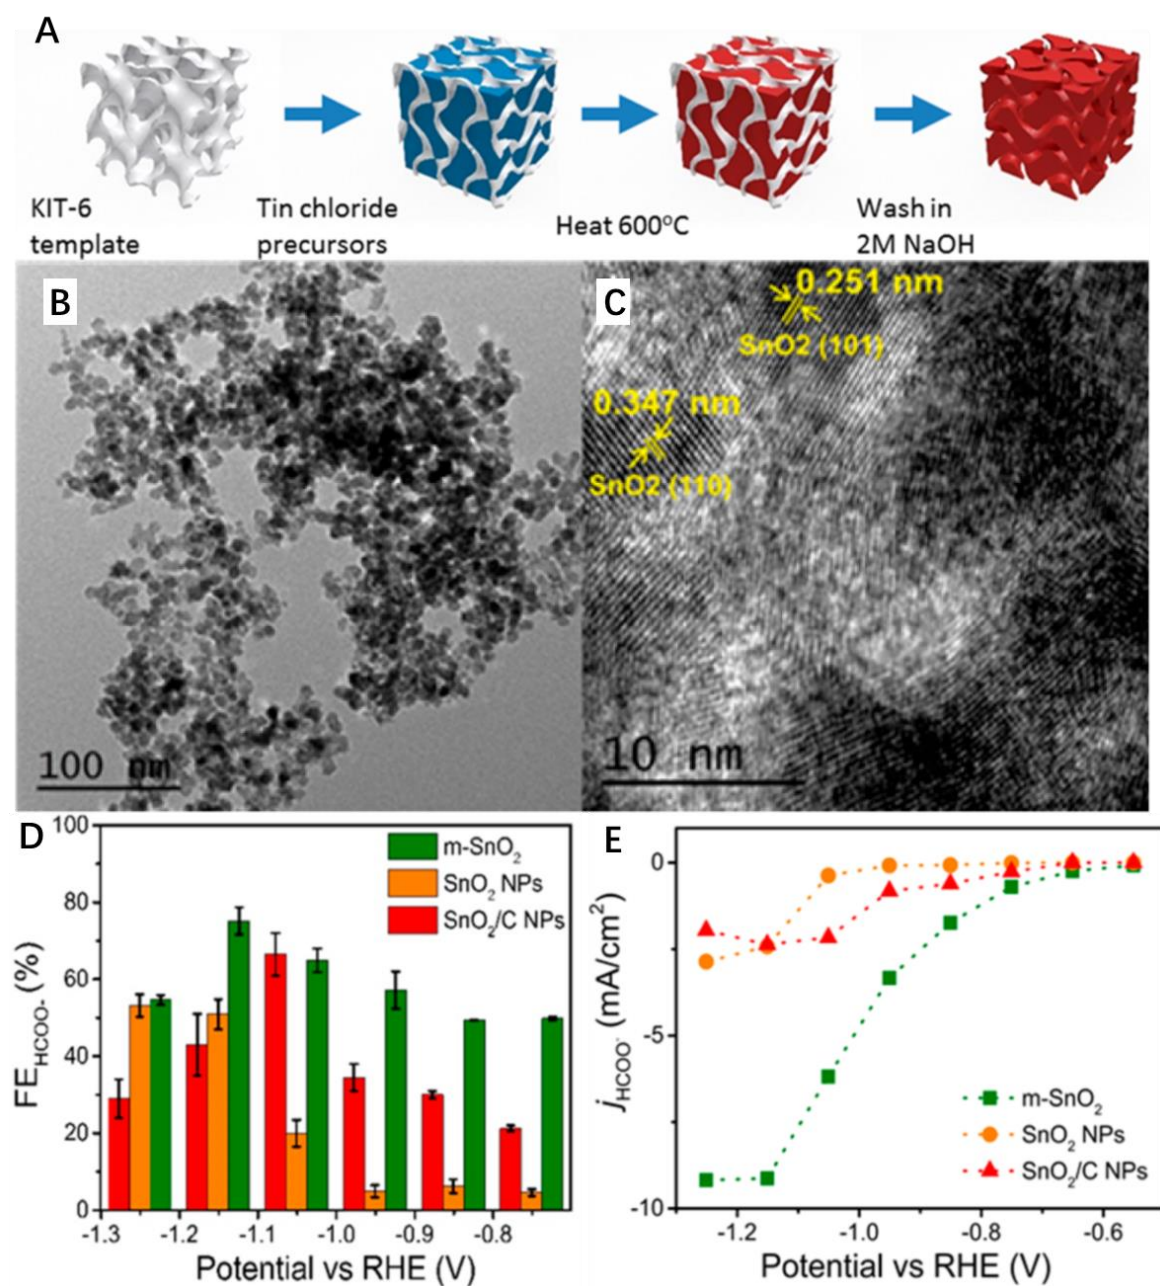 A
KIT-6
template
Tin chloride
precursors
Heat 600°C
Wash in
2M NaOH
B
100 nm
C
0.251 nm
SnO2 (101)
0.347 nm
SnO2 (110)
10 nm
D
100
80
60
40
20
0
FE_HCOO- (%)
m-SnO₂
SnO₂ NPs
SnO₂/C NPs
-1.3
-1.2
-1.1
-1.0
-0.9
-0.8
Potential vs RHE (V)
E
0
-5
-10
j_HCOO- (mA/cm²)
m-SnO₂
SnO₂ NPs
SnO₂/C NPs
-1.2
-1.0
-0.8
-0.6
Potential vs RHE (V)